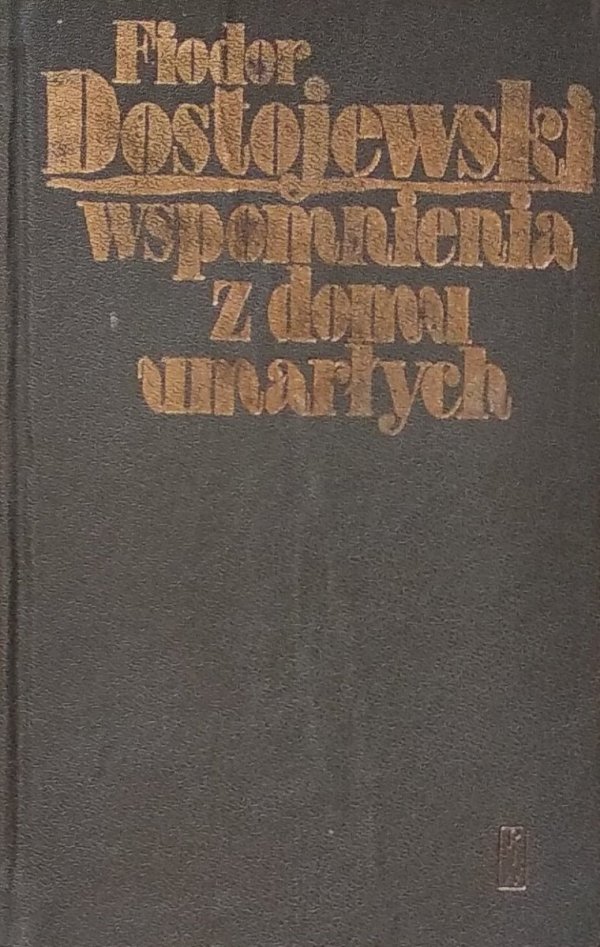 Fiodor
Dostojewski
wspomnienia
z domu
umarłych